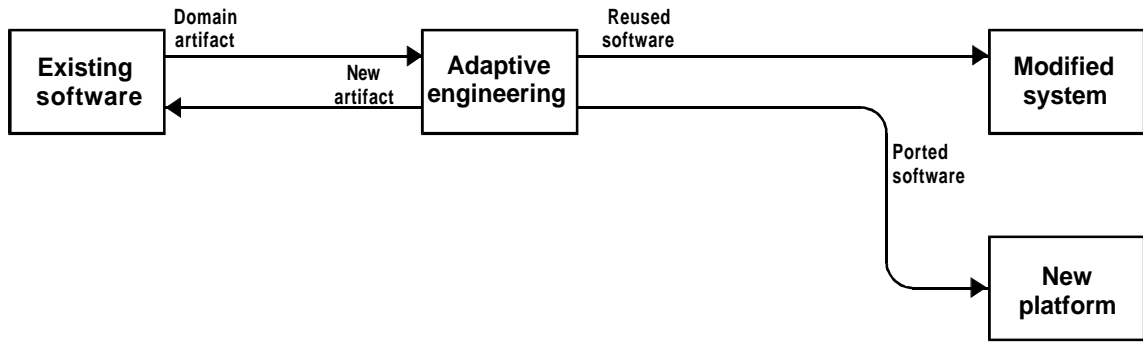 Domain
artifact
Reused
software
Existing
software
New
artifact
Adaptive
engineering
Modified
system
Ported
software
New
platform